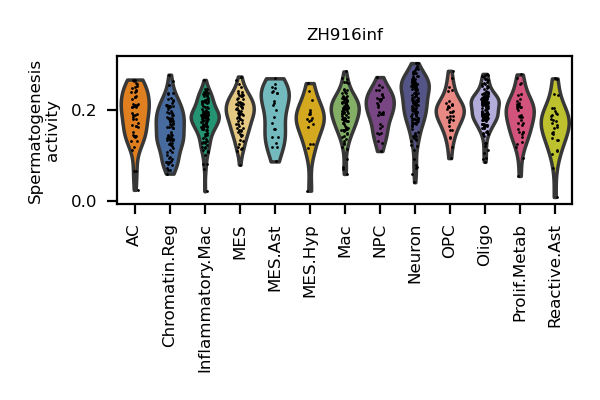 ZH916inf
Spermatogenesis
activity
0.2
0.0
AC
Chromatin.Reg
Inflammatory.Mac
MES
MES.Ast
MES.Hyp
Mac
NPC
Neuron
OPC
Oligo
Prolif.Metab
Reactive.Ast